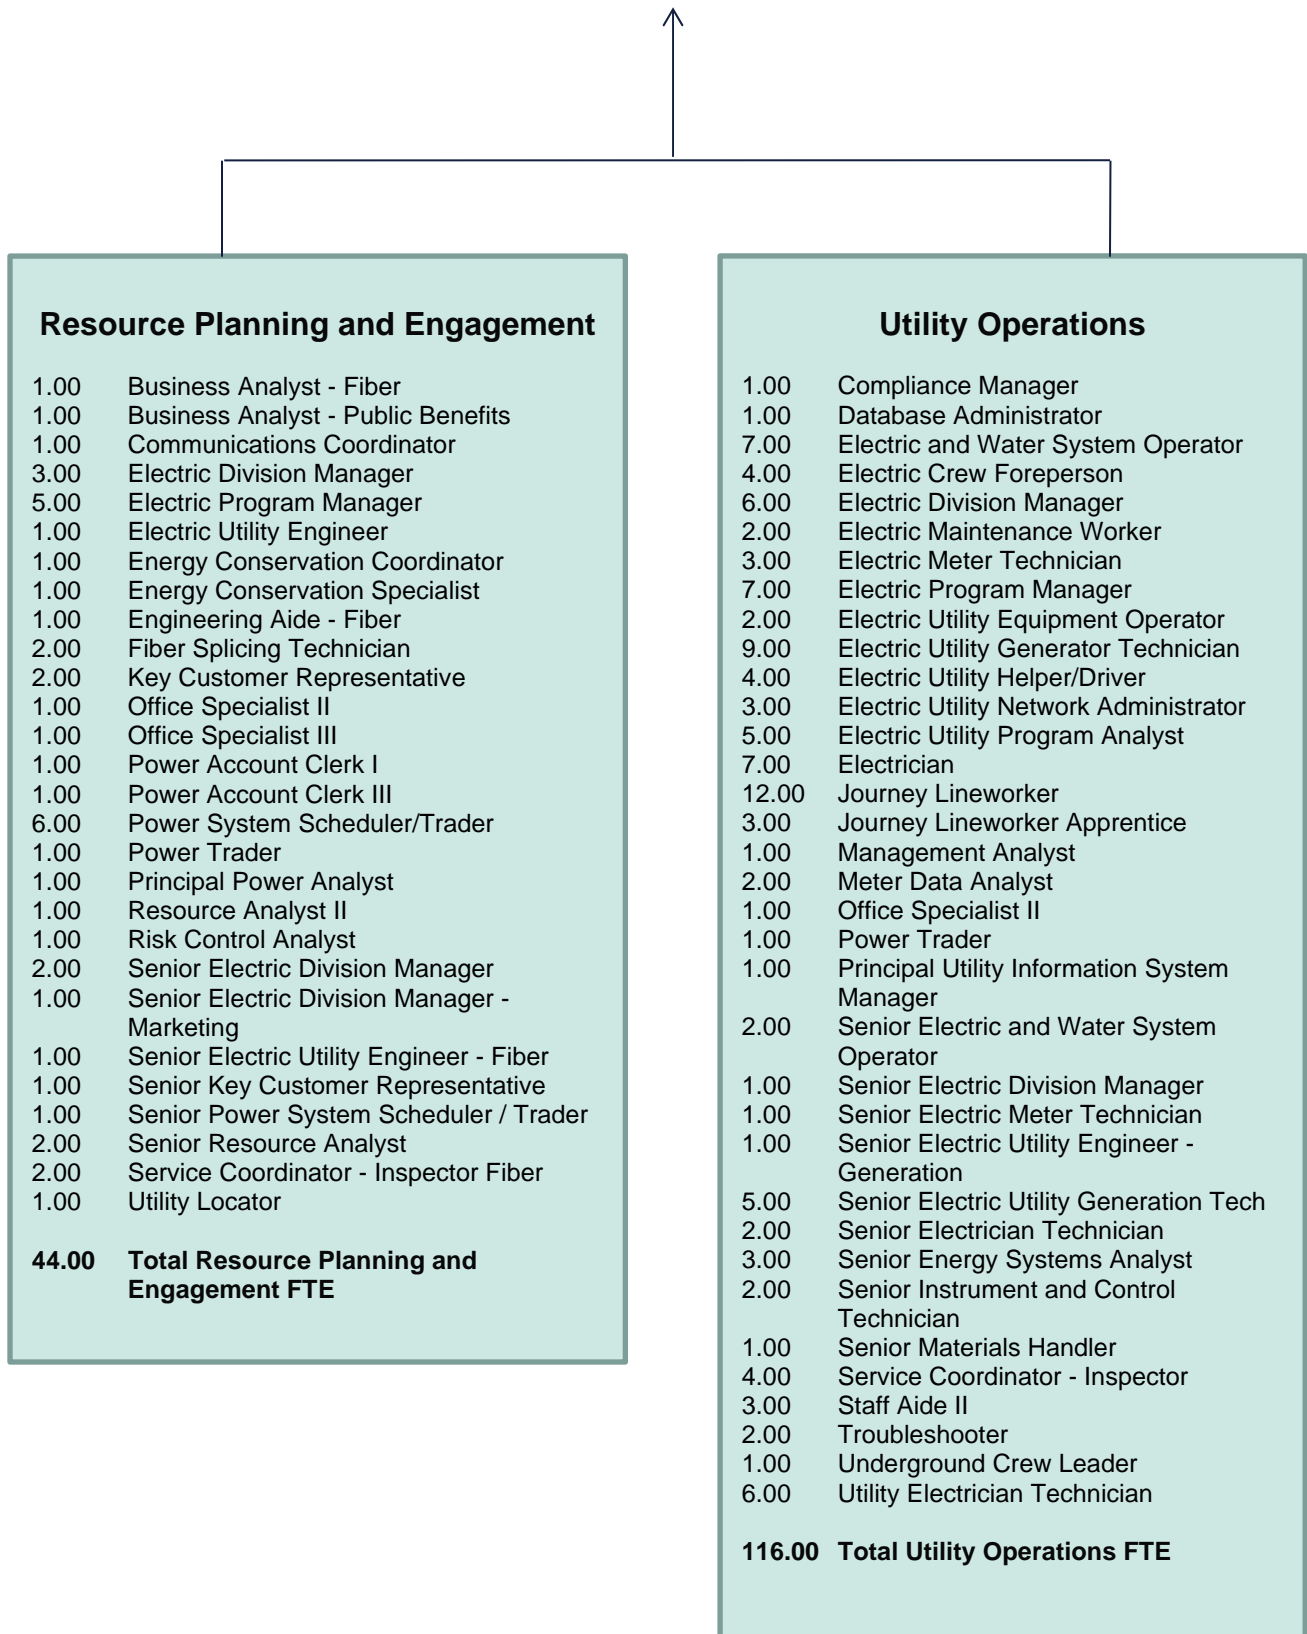 Resource Planning and Engagement
1.00 Business Analyst - Fiber
1.00 Business Analyst - Public Benefits
1.00 Communications Coordinator
3.00 Electric Division Manager
5.00 Electric Program Manager
1.00 Electric Utility Engineer
1.00 Energy Conservation Coordinator
1.00 Energy Conservation Specialist
1.00 Engineering Aide - Fiber
2.00 Fiber Splicing Technician
2.00 Key Customer Representative
1.00 Office Specialist II
1.00 Office Specialist III
1.00 Power Account Clerk I
1.00 Power Account Clerk III
6.00 Power System Scheduler/Trader
1.00 Power Trader
1.00 Principal Power Analyst
1.00 Resource Analyst II
1.00 Risk Control Analyst
2.00 Senior Electric Division Manager
1.00 Senior Electric Division Manager -
Marketing
1.00 Senior Electric Utility Engineer - Fiber
1.00 Senior Key Customer Representative
1.00 Senior Power System Scheduler / Trader
2.00 Senior Resource Analyst
2.00 Service Coordinator - Inspector Fiber
1.00 Utility Locator
44.00 Total Resource Planning and
Engagement FTE
Utility Operations
1.00 Compliance Manager
1.00 Database Administrator
7.00 Electric and Water System Operator
4.00 Electric Crew Foreperson
6.00 Electric Division Manager
2.00 Electric Maintenance Worker
3.00 Electric Meter Technician
7.00 Electric Program Manager
2.00 Electric Utility Equipment Operator
9.00 Electric Utility Generator Technician
4.00 Electric Utility Helper/Driver
3.00 Electric Utility Network Administrator
5.00 Electric Utility Program Analyst
7.00 Electrician
12.00 Journey Lineworker
3.00 Journey Lineworker Apprentice
1.00 Management Analyst
2.00 Meter Data Analyst
1.00 Office Specialist II
1.00 Power Trader
1.00 Principal Utility Information System
Manager
2.00 Senior Electric and Water System
Operator
1.00 Senior Electric Division Manager
1.00 Senior Electric Meter Technician
1.00 Senior Electric Utility Engineer -
Generation
5.00 Senior Electric Utility Generation Tech
2.00 Senior Electrician Technician
3.00 Senior Energy Systems Analyst
2.00 Senior Instrument and Control
Technician
1.00 Senior Materials Handler
4.00 Service Coordinator - Inspector
3.00 Staff Aide II
2.00 Troubleshooter
1.00 Underground Crew Leader
6.00 Utility Electrician Technician
116.00 Total Utility Operations FTE